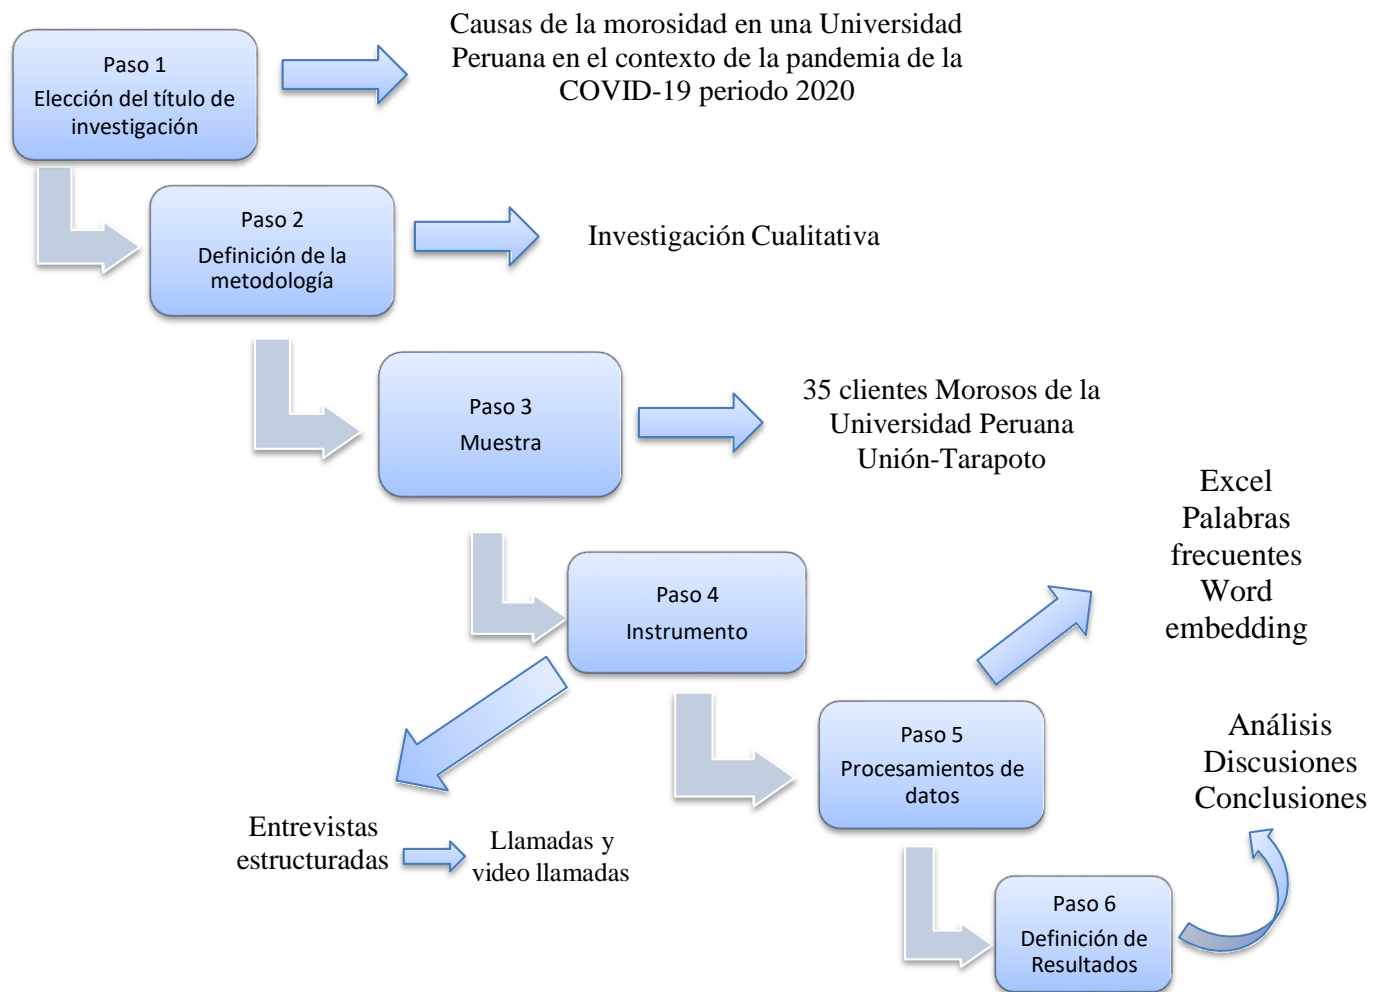 Paso 1
Elección del título de
investigación
Causas de la morosidad en una Universidad
Peruana en el contexto de la pandemia de la
COVID-19 periodo 2020
Paso 2
Definición de la
metodología
Investigación Cualitativa
Paso 3
Muestra
35 clientes Morosos de la
Universidad Peruana
Unión-Tarapoto
Paso 4
Instrumento
Entrevistas
estructuradas
Llamadas y
video llamadas
Paso 5
Procesamientos de
datos
Excel
Palabras
frecuentes
Word
embedding
Paso 6
Definición de
Resultados
Análisis
Discusiones
Conclusiones